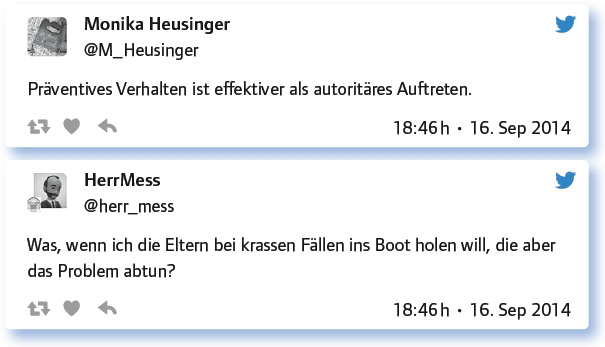 Monika Heusinger
@M_Heusinger
Präventives Verhalten ist effektiver als autoritäres Auftreten.
18:46 h • 16. Sep 2014
HerrMess
@herr_mess
Was, wenn ich die Eltern bei krassen Fällen ins Boot holen will, die aber
das Problem abtun?
18:46 h • 16. Sep 2014